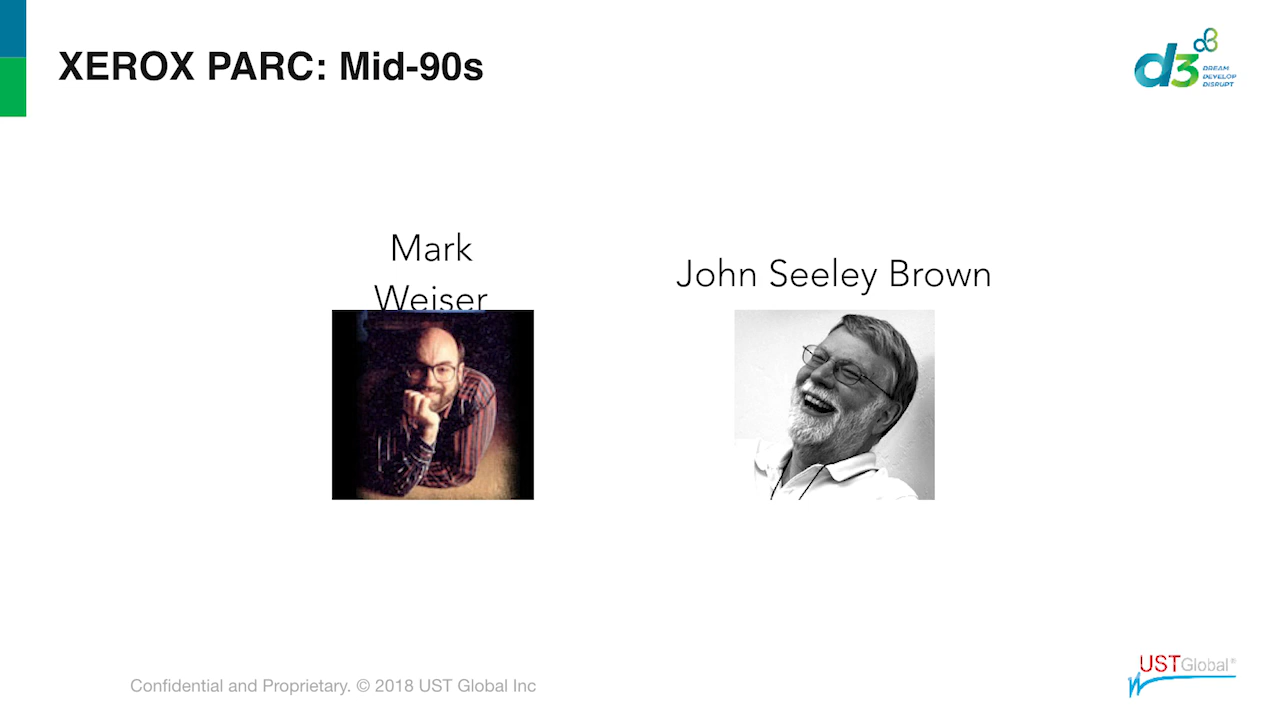 XEROX PARC: Mid-90s
d3
DREAM
DEVELOP
DISRUPT
Mark
Weiser
John Seeley Brown
Confidential and Proprietary. © 2018 UST Global Inc
UST Global®